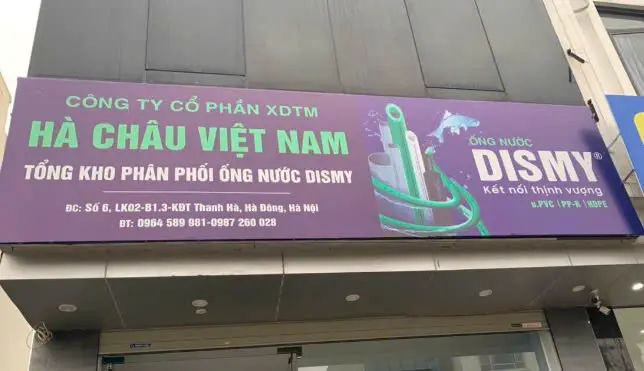 CÔNG TY CỔ PHẦN XDTM
HÀ CHÂU VIỆT NAM
TỔNG KHO PHÂN PHỐI ỐNG NƯỚC DISMY
ĐC: Số 6, LK02-B1.3-KĐT Thanh Hà, Hà Đông, Hà Nội
ĐT: 0964 589 981-0987 260 028
ỐNG NƯỚC
DISMY®
Kết nối thịnh vượng
u.PVC | PP-R | HDPE